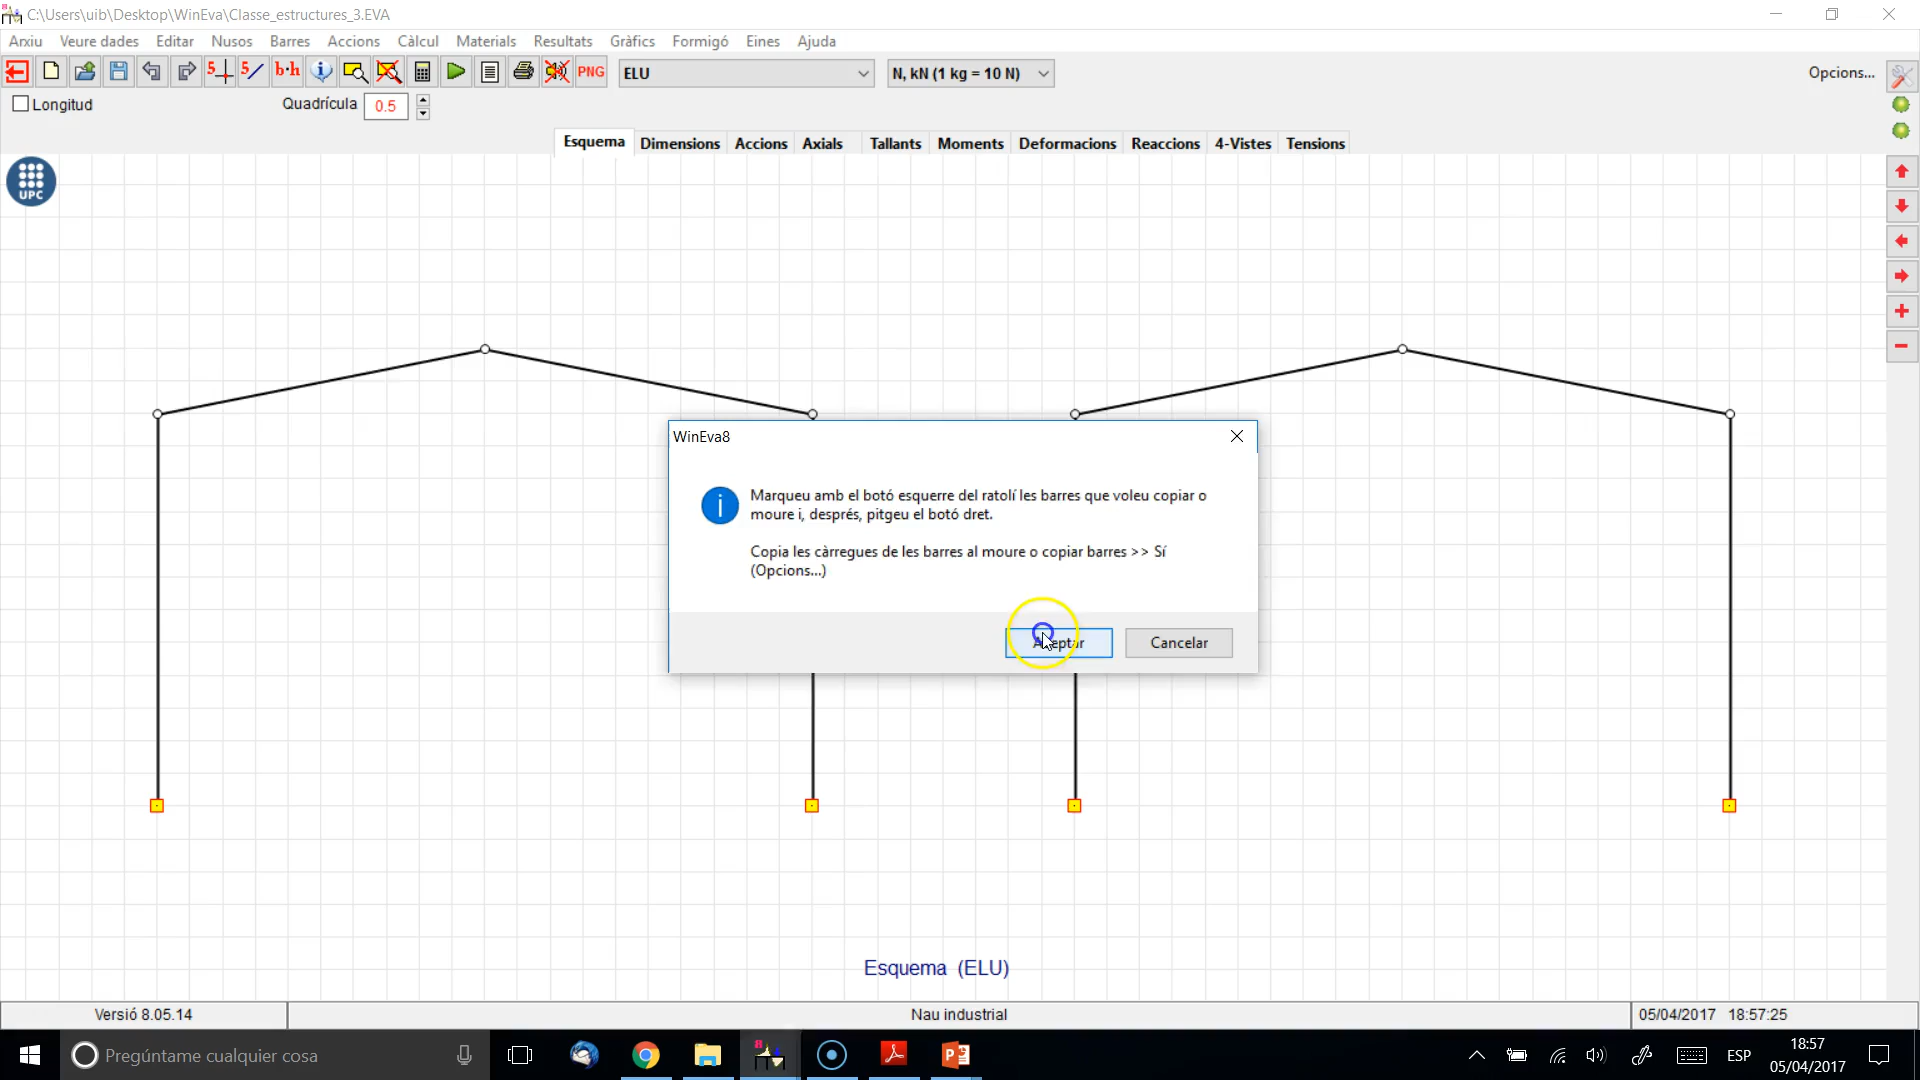 C:\Users\uib\Desktop\WinEva\Classe_estructures_3.EVA
Arxiu Veure dades Editar Nusos Barres Accions Càlcul Materials Resultats Gràfics Formigó Eines Ajuda
5 5 b·h PNG ELU N, kN (1 kg = 10 N) Opcions...
Longitud Quadrícula 0.5
Esquema Dimensions Accions Axials Tallants Moments Deformacions Reaccions 4-Vistes Tensions
UPC
WinEva8
Marqueu amb el botó esquerre del ratolí les barres que voleu copiar o
moure i, després, pitgeu el botó dret.
Copia les càrregues de les barres al moure o copiar barres >> Sí
(Opcions...)
Aceptar Cancelar
Esquema (ELU)
Versió 8.05.14 Nau industrial 05/04/2017 18:57:25
Pregúntame cualquier cosa ESP 18:57
05/04/2017